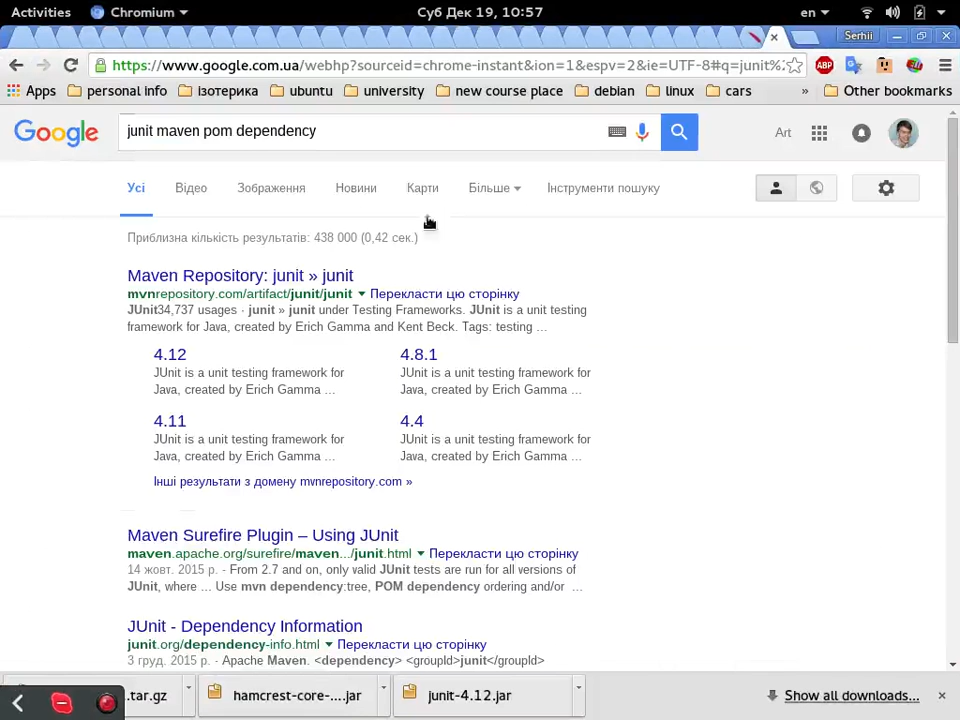 Activities Chromium Суб Дек 19, 10:57 en
Serhii
https://www.google.com.ua/webhp?sourceid=chrome-instant&ion=1&espv=2&ie=UTF-8#q=junit% ABP
Apps personal info ізотерика ubuntu university new course place debian linux cars » Other bookmarks
Google junit maven pom dependency Art
Усі Відео Зображення Новини Карти Більше Інструменти пошуку
Приблизна кількість результатів: 438 000 (0,42 сек.)
Maven Repository: junit » junit
mvnrepository.com/artifact/junit/junit Перекласти цю сторінку
JUnit34,737 usages · junit » junit under Testing Frameworks. JUnit is a unit testing
framework for Java, created by Erich Gamma and Kent Beck. Tags: testing ...
4.12
JUnit is a unit testing framework for
Java, created by Erich Gamma ...
4.8.1
JUnit is a unit testing framework for
Java, created by Erich Gamma ...
4.11
JUnit is a unit testing framework for
Java, created by Erich Gamma ...
4.4
JUnit is a unit testing framework for
Java, created by Erich Gamma ...
Інші результати з домену mvnrepository.com »
Maven Surefire Plugin – Using JUnit
maven.apache.org/surefire/maven.../junit.html Перекласти цю сторінку
14 жовт. 2015 р. - From 2.7 and on, only valid JUnit tests are run for all versions of
JUnit, where ... Use mvn dependency:tree, POM dependency ordering and/or ...
JUnit - Dependency Information
junit.org/dependency-info.html Перекласти цю сторінку
3 груд. 2015 р. - Apache Maven. <dependency> <groupId>junit</groupId>
.tar.gz hamcrest-core-....jar junit-4.12.jar Show all downloads...